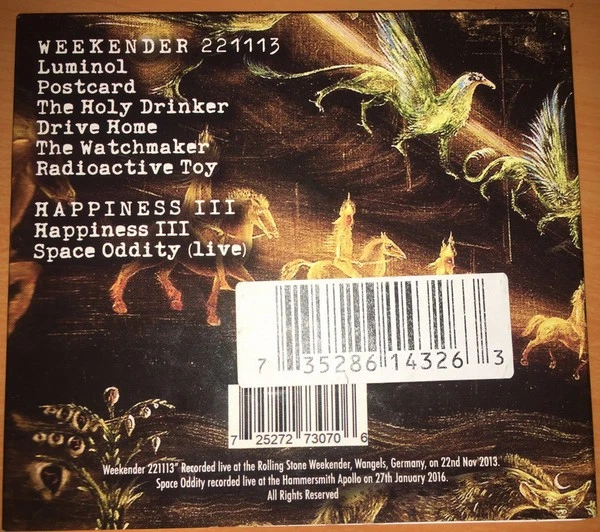 WEEKENDER 221113
Luminol
Postcard
The Holy Drinker
Drive Home
The Watchmaker
Radioactive Toy
HAPPINESS III
Happiness III
Space Oddity (live)
7 35286 14326 3
7 25272 73070 6
Weekender 221113" Recorded live at the Rolling Stone Weekender, Wangels, Germany, on 22nd Nov 2013.
Space Oddity recorded live at the Hammersmith Apollo on 27th January 2016.
All Rights Reserved